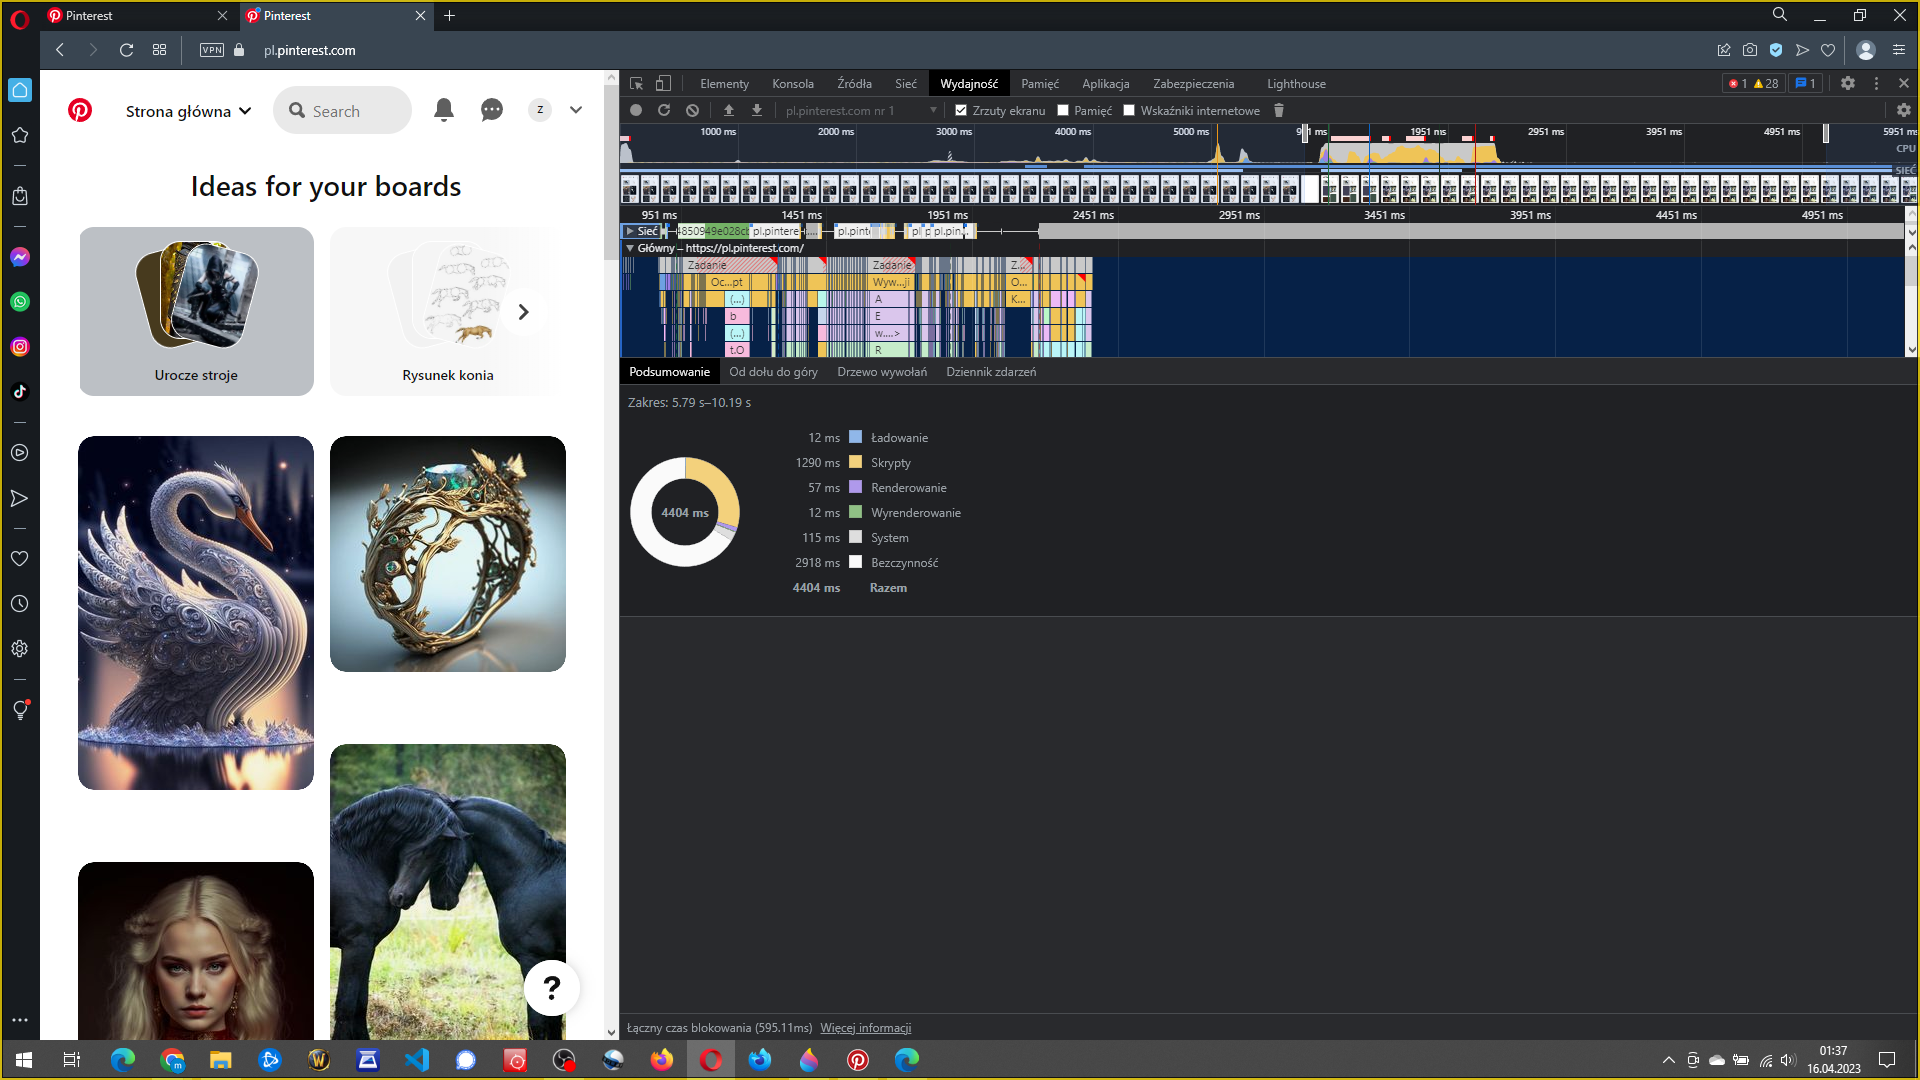 Pinterest
Pinterest
VPN
pl.pinterest.com
Strona główna
Search
z
Ideas for your boards
Urocze stroje
Rysunek konia
?
Elementy Konsola Źródła Sieć Wydajność Pamięć Aplikacja Zabezpieczenia Lighthouse
1 28 1
pl.pinterest.com nr 1 Zrzuty ekranu Pamięć Wskaźniki internetowe
1000 ms 2000 ms 3000 ms 4000 ms 5000 ms 1951 ms 2951 ms 3951 ms 4951 ms 5951 ms
CPU
SIEĆ
951 ms 1451 ms 1951 ms 2451 ms 2951 ms 3451 ms 3951 ms 4451 ms 4951 ms
Sieć
Główny – https://pl.pinterest.com/
Zadanie Zadanie Z...
Oc...pt Wyw...ji O...
(...) A K...
b E
(...) w....>
t.O R
Podsumowanie Od dołu do góry Drzewo wywołań Dziennik zdarzeń
Zakres: 5.79 s–10.19 s
4404 ms
12 ms Ładowanie
1290 ms Skrypty
57 ms Renderowanie
12 ms Wyrenderowanie
115 ms System
2918 ms Bezczynność
4404 ms Razem
Łączny czas blokowania (595.11ms) Więcej informacji
01:37
16.04.2023